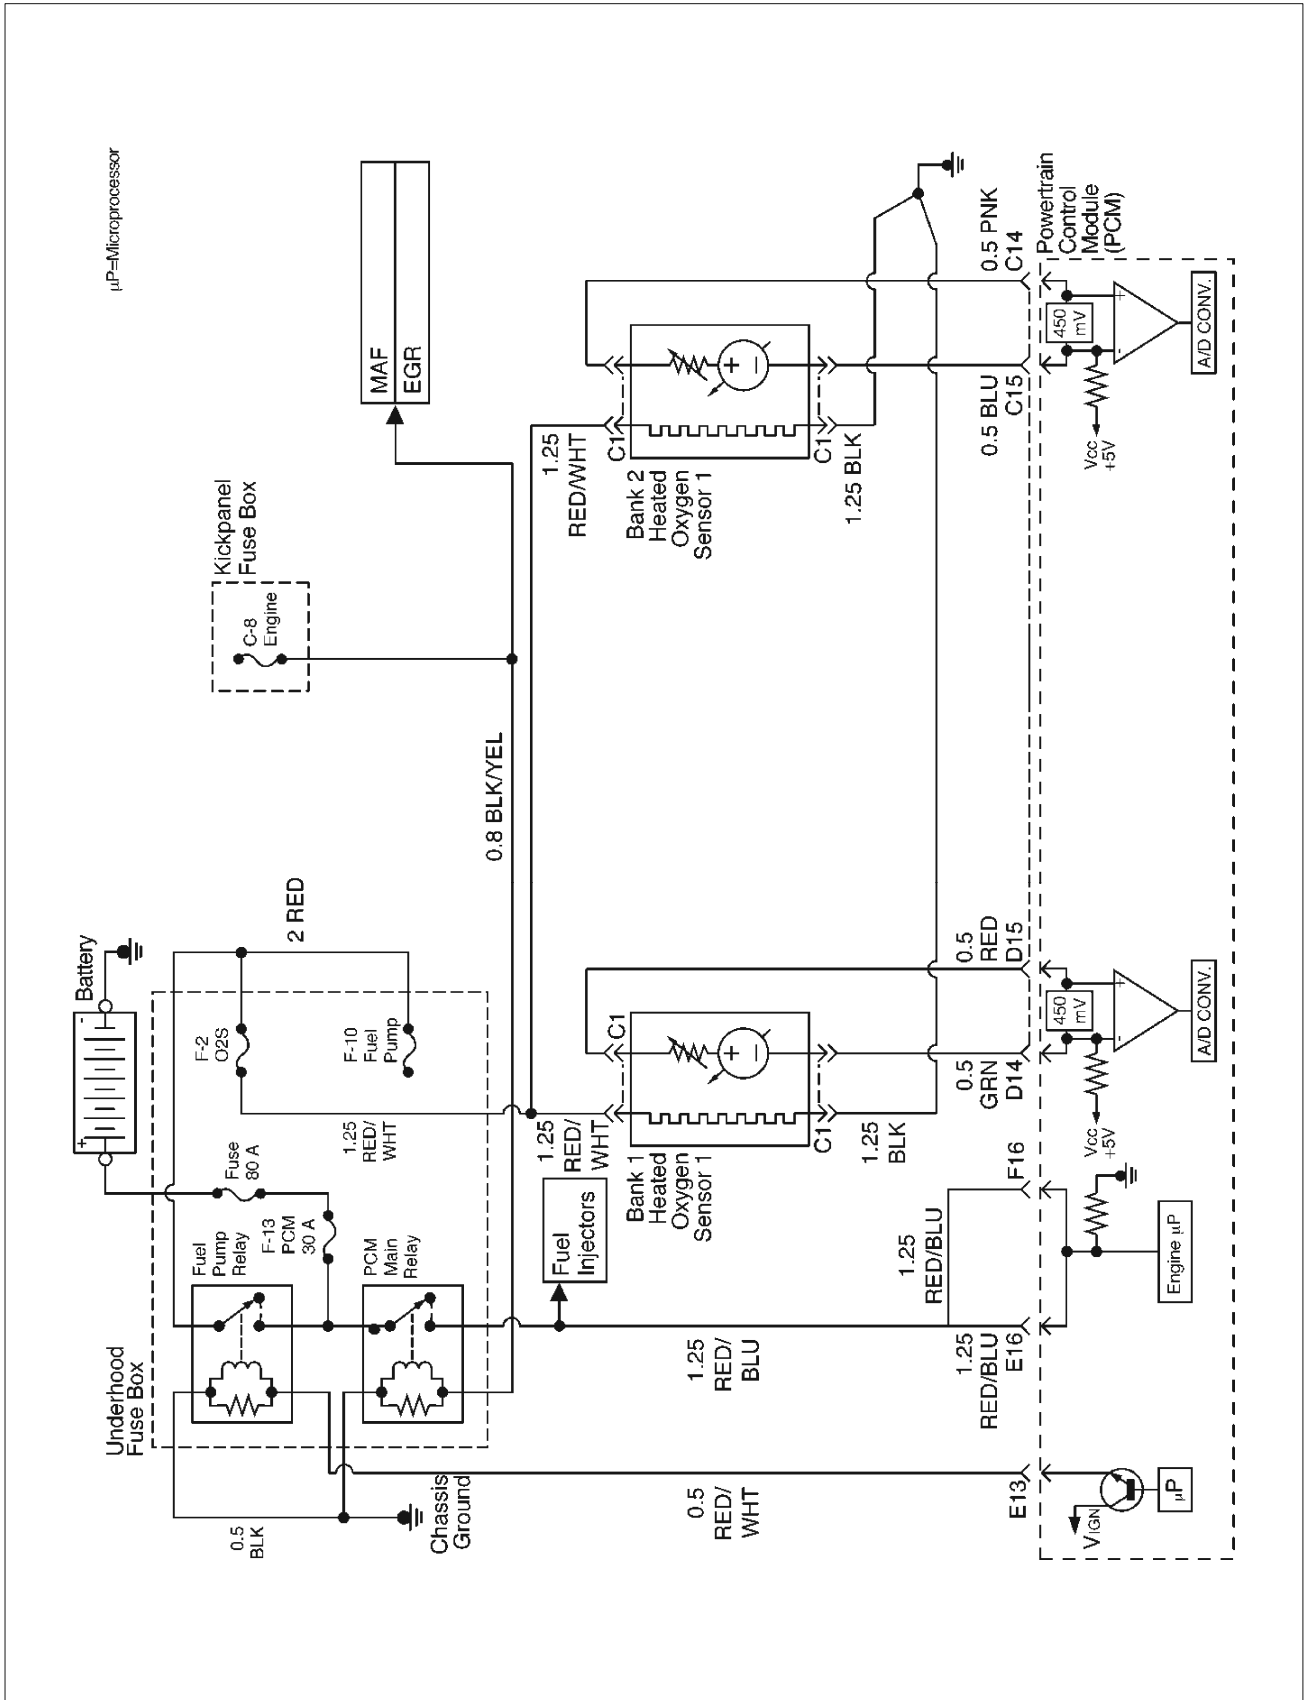 μP=Microprocessor
MAF
EGR
Kickpanel
Fuse Box
C-8
Engine
0.8 BLK/YEL
2 RED
Battery
-
+
F-2
O2S
F-10
Fuel
Pump
Fuse
80 A
1.25
RED/
WHT
Fuel
Pump
Relay
F-13
PCM
30 A
PCM
Main
Relay
Underhood
Fuse Box
0.5
BLK
Chassis
Ground
Fuel
Injectors
1.25
RED/
BLU
1.25
RED/BLU
1.25
RED/BLU
E16
F16
0.5
RED/
WHT
E13
1.25
RED/
WHT
C1
Bank 1
Heated
Oxygen
Sensor 1
+
−
C1
1.25
BLK
0.5
GRN
D14
0.5
RED
D15
1.25
RED/WHT
C1
Bank 2
Heated
Oxygen
Sensor 1
+
−
C1
1.25 BLK
0.5 BLU
C15
0.5 PNK
C14
Powertrain
Control
Module
(PCM)
450
mV
+
-
Vcc
+5V
A/D CONV.
450
mV
+
-
Vcc
+5V
A/D CONV.
Engine μP
VIGN
μP